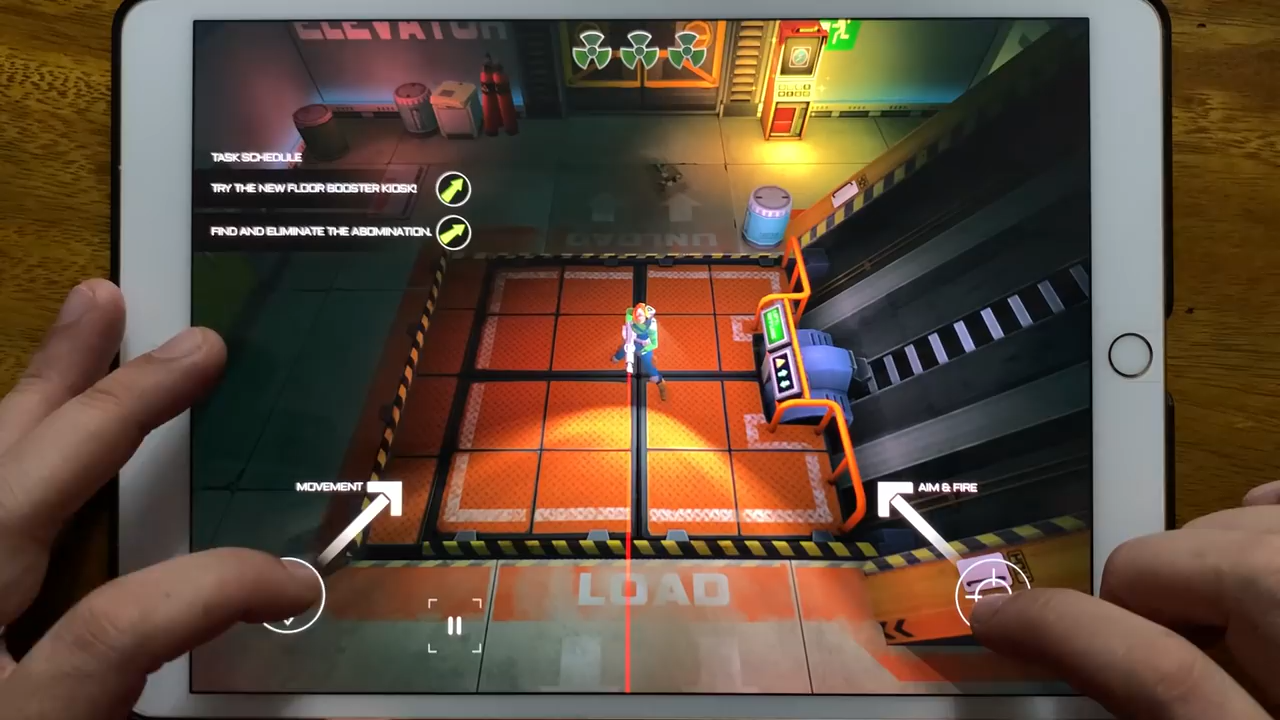 ELEVATOR
TASK SCHEDULE
TRY THE NEW FLOOR BOOSTER KIOSK!
FIND AND ELIMINATE THE ABOMINATION.
UNLOAD
MOVEMENT
AIM & FIRE
LOAD